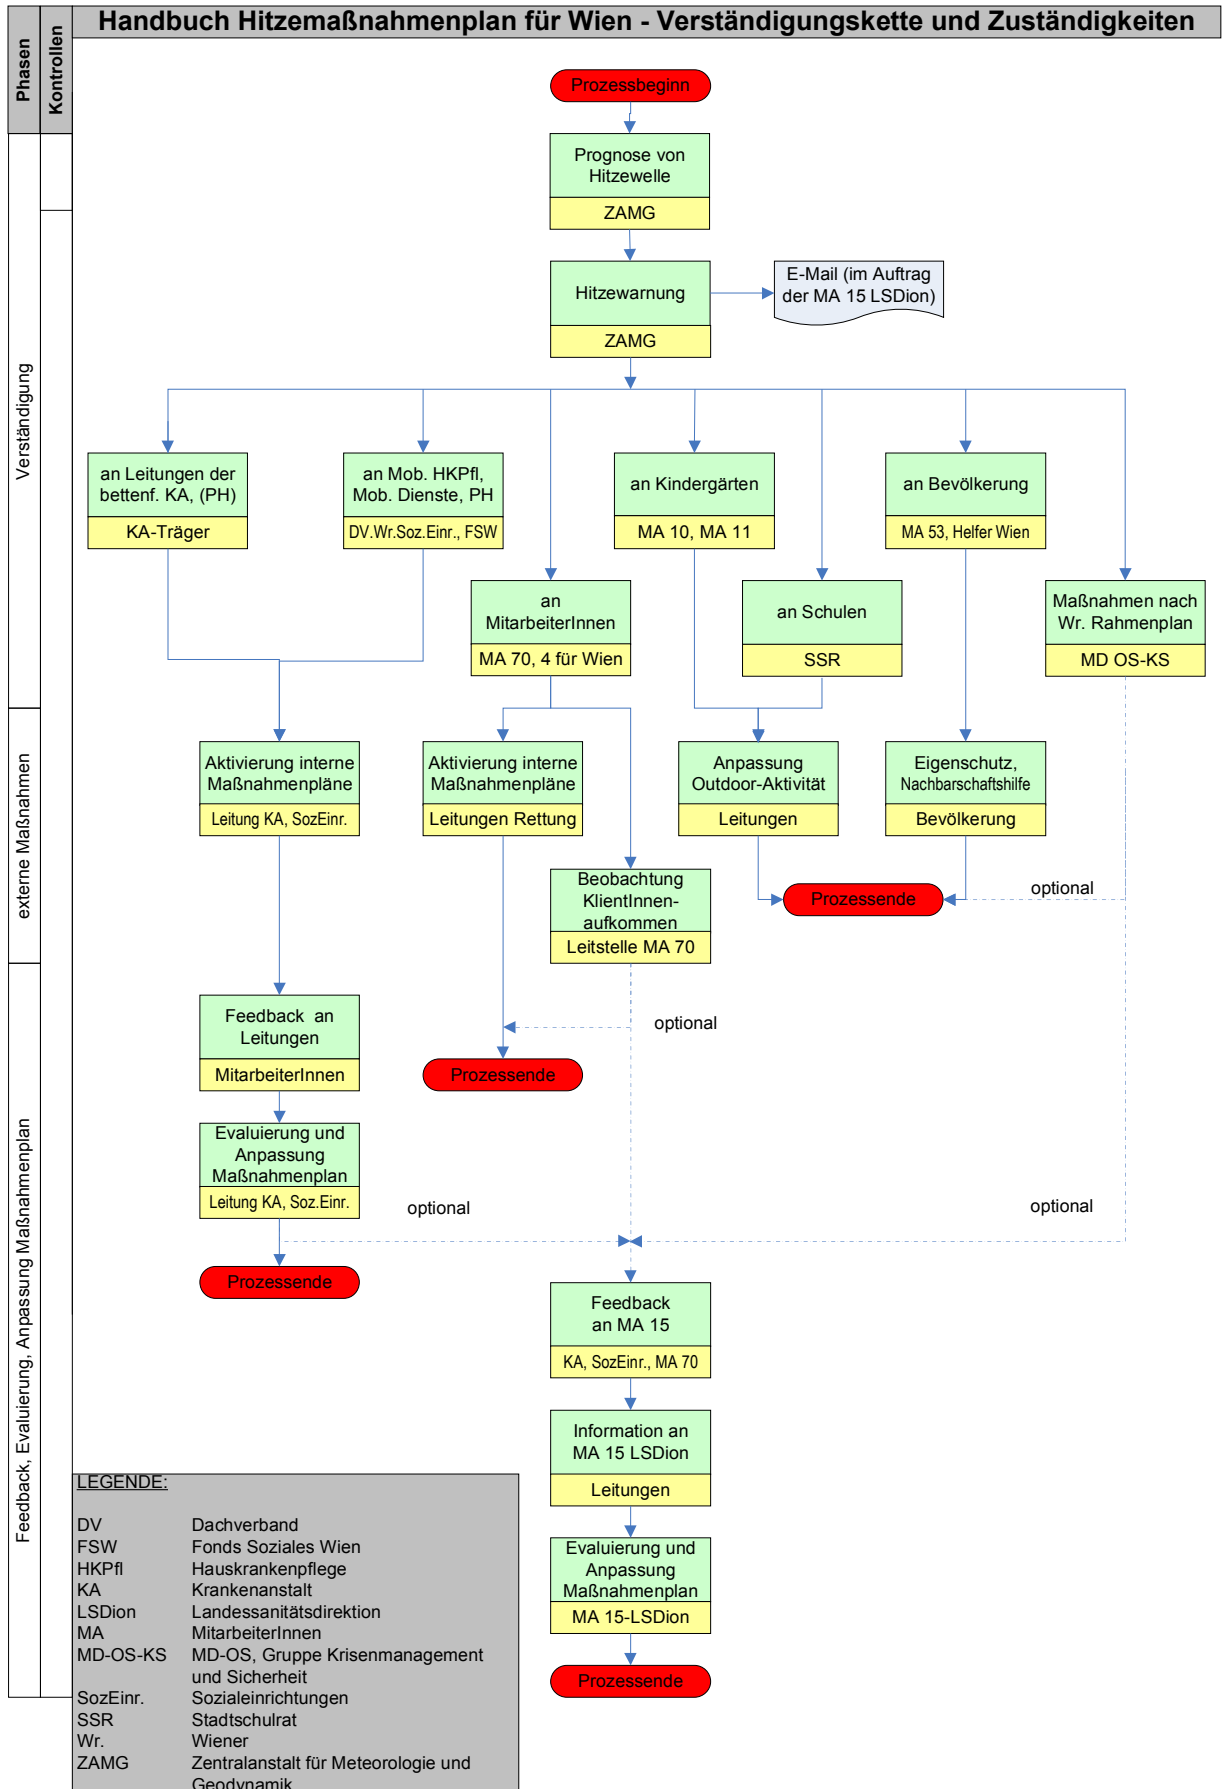 Handbuch Hitzemaßnahmenplan für Wien - Verständigungskette und Zuständigkeiten
Phasen
Kontrollen
Prozessbeginn
Prognose von
Hitzewelle
ZAMG
Hitzewarnung
ZAMG
E-Mail (im Auftrag
der MA 15 LSDion)
Verständigung
an Leitungen der
bettenf. KA, (PH)
KA-Träger
an Mob. HKPfl,
Mob. Dienste, PH
DV.Wr.Soz.Einr., FSW
an Kindergärten
MA 10, MA 11
an Bevölkerung
MA 53, Helfer Wien
an
MitarbeiterInnen
MA 70, 4 für Wien
an Schulen
SSR
Maßnahmen nach
Wr. Rahmenplan
MD OS-KS
externe Maßnahmen
Aktivierung interne
Maßnahmenpläne
Leitung KA, SozEinr.
Aktivierung interne
Maßnahmenpläne
Leitungen Rettung
Anpassung
Outdoor-Aktivität
Leitungen
Eigenschutz,
Nachbarschaftshilfe
Bevölkerung
Beobachtung
KlientInnen-
aufkommen
Leitstelle MA 70
Prozessende
optional
Feedback, Evaluierung, Anpassung Maßnahmenplan
Feedback an
Leitungen
MitarbeiterInnen
optional
Prozessende
Evaluierung und
Anpassung
Maßnahmenplan
Leitung KA, Soz.Einr.
optional
optional
Prozessende
Feedback
an MA 15
KA, SozEinr., MA 70
Information an
MA 15 LSDion
Leitungen
Evaluierung und
Anpassung
Maßnahmenplan
MA 15-LSDion
Prozessende
LEGENDE:
DV Dachverband
FSW Fonds Soziales Wien
HKPfl Hauskrankenpflege
KA Krankenanstalt
LSDion Landessanitätsdirektion
MA MitarbeiterInnen
MD-OS-KS MD-OS, Gruppe Krisenmanagement
und Sicherheit
SozEinr. Sozialeinrichtungen
SSR Stadtschulrat
Wr. Wiener
ZAMG Zentralanstalt für Meteorologie und
Geodynamik